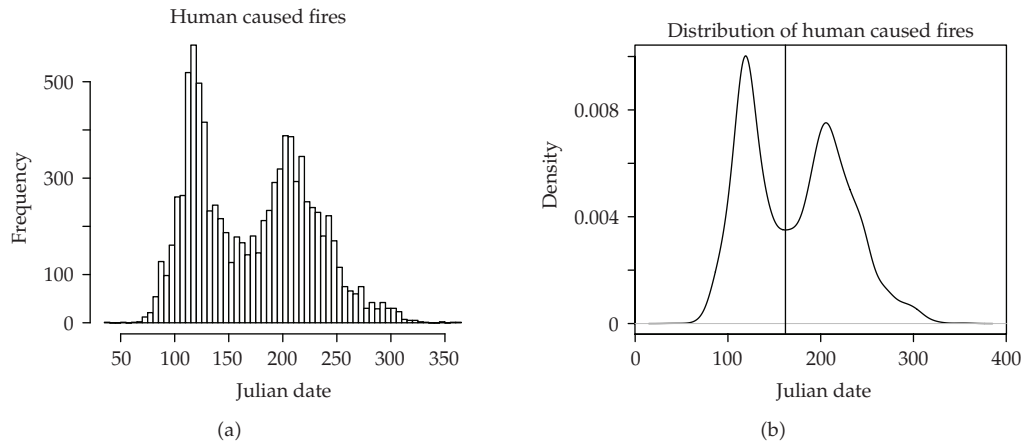 Human caused fires
Frequency
500
300
100
0
50 100 150 200 250 300 350
Julian date
(a)
Distribution of human caused fires
Density
0.008
0.004
0
0 100 200 300 400
Julian date
(b)